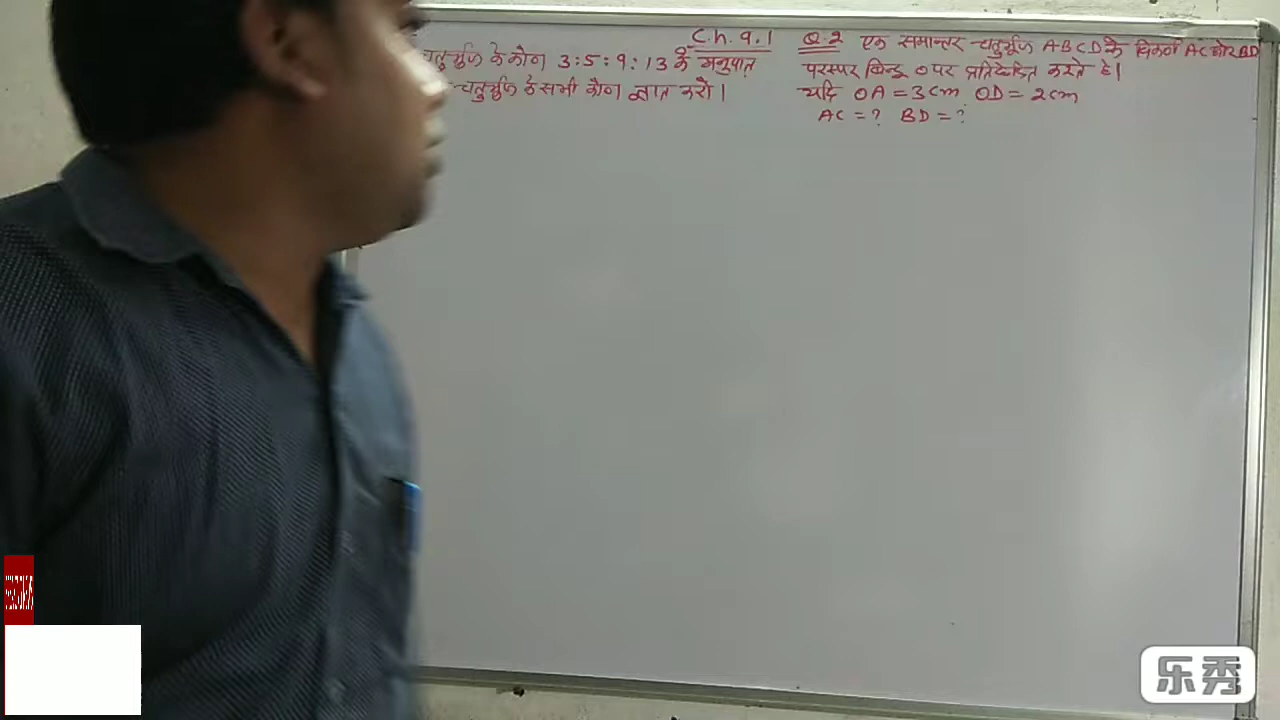 Ch. 9.1
चतुर्भुज के कोण 3:5:9:13 के अनुपात
चतुर्भुज के सभी कोण ज्ञात करो।
Q.2 एक समान्तर चतुर्भुज ABCD के विकर्ण AC और BD
परस्पर बिन्दु O पर प्रतिच्छेदित करते है।
यदि OA = 3cm OD = 2cm
AC = ? BD = ?
乐秀